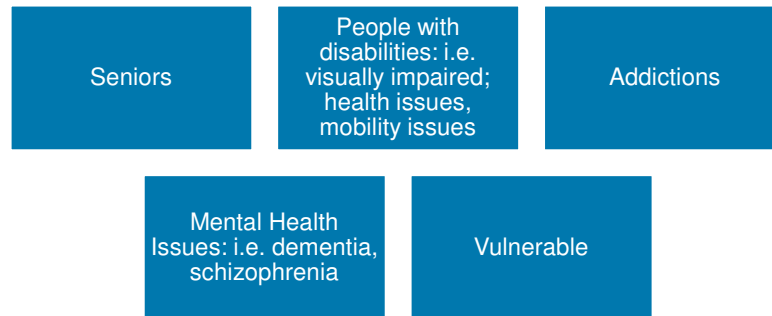 Seniors
People with
disabilities: i.e.
visually impaired;
health issues,
mobility issues
Addictions
Mental Health
Issues: i.e. dementia,
schizophrenia
Vulnerable